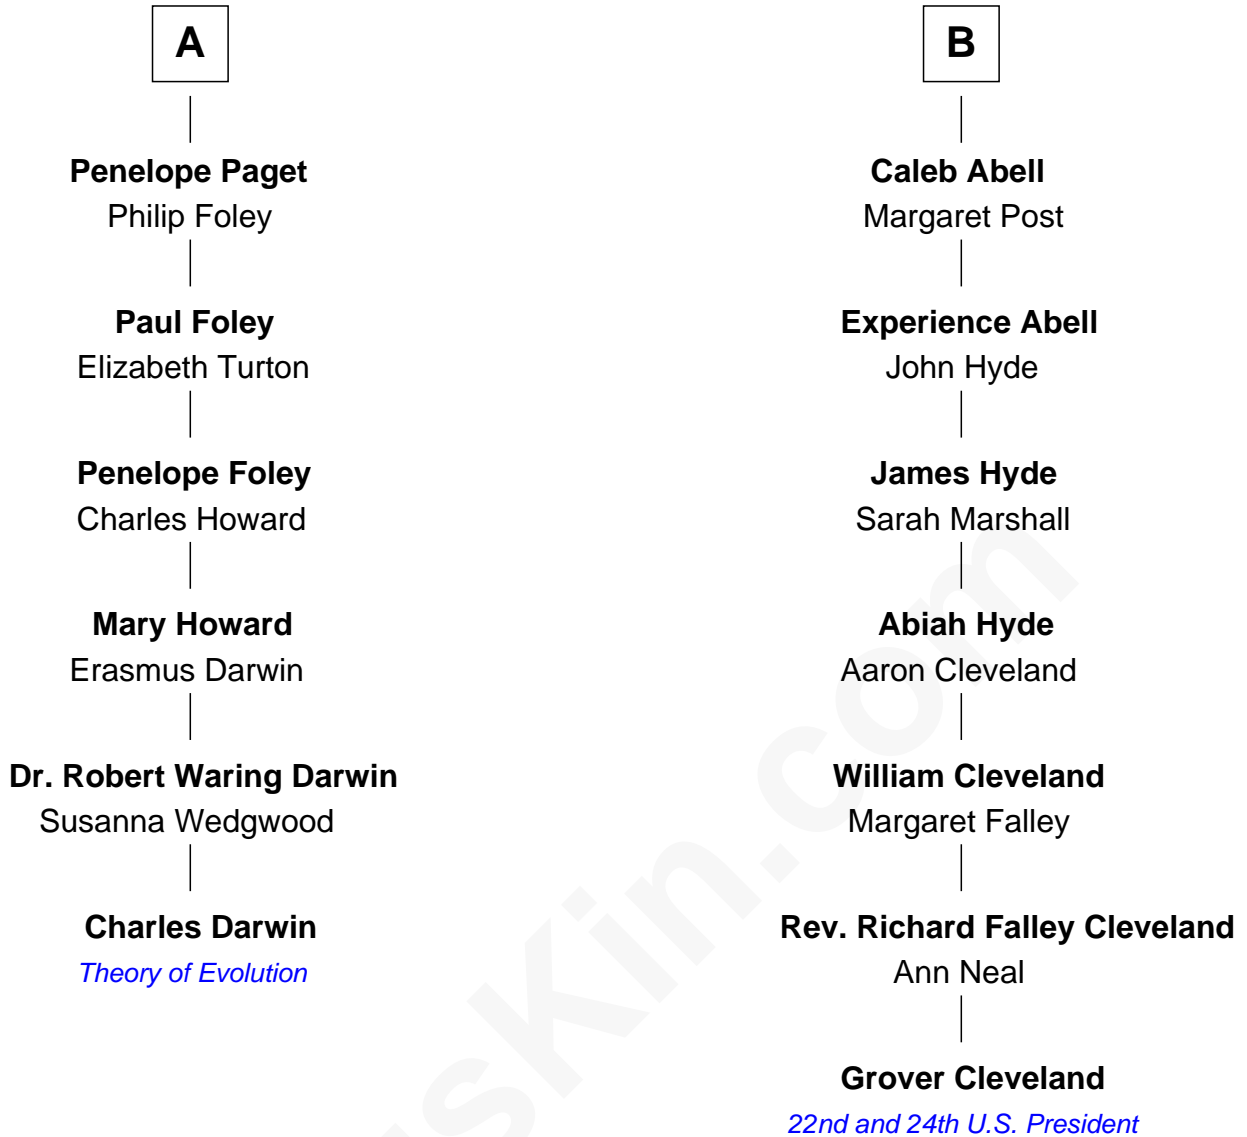 A
Penelope Paget
Philip Foley
Paul Foley
Elizabeth Turton
Penelope Foley
Charles Howard
Mary Howard
Erasmus Darwin
Dr. Robert Waring Darwin
Susanna Wedgwood
Charles Darwin
Theory of Evolution
B
Caleb Abell
Margaret Post
Experience Abell
John Hyde
James Hyde
Sarah Marshall
Abiah Hyde
Aaron Cleveland
William Cleveland
Margaret Falley
Rev. Richard Falley Cleveland
Ann Neal
Grover Cleveland
22nd and 24th U.S. President
sKin.com